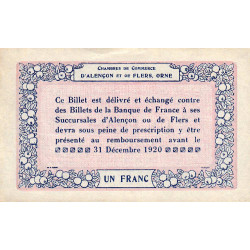 Chambres de Commerce
D'ALENÇON ET DE FLERS, ORNE
Ce Billet est délivré et échangé contre
des Billets de la Banque de France à ses
Succursales d'Alençon ou de Flers et
devra sous peine de prescription y être
présenté au remboursement avant le
31 Décembre 1920
UN FRANC